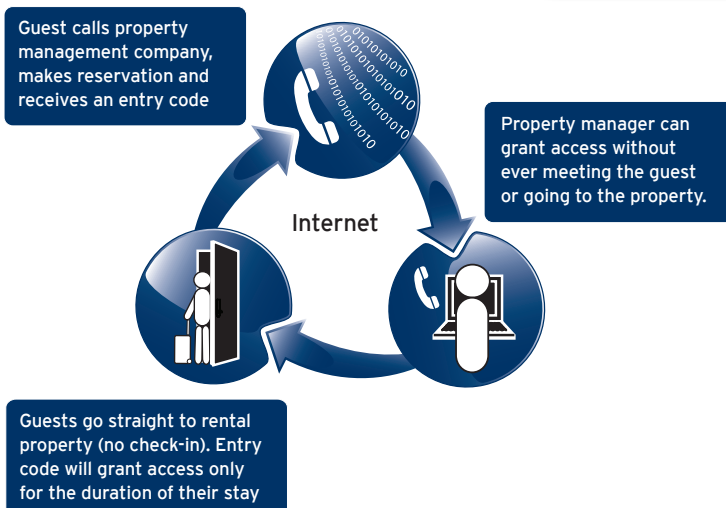 Guest calls property
management company,
makes reservation and
receives an entry code
Property manager can
grant access without
ever meeting the guest
or going to the property.
Internet
Guests go straight to rental
property (no check-in). Entry
code will grant access only
for the duration of their stay